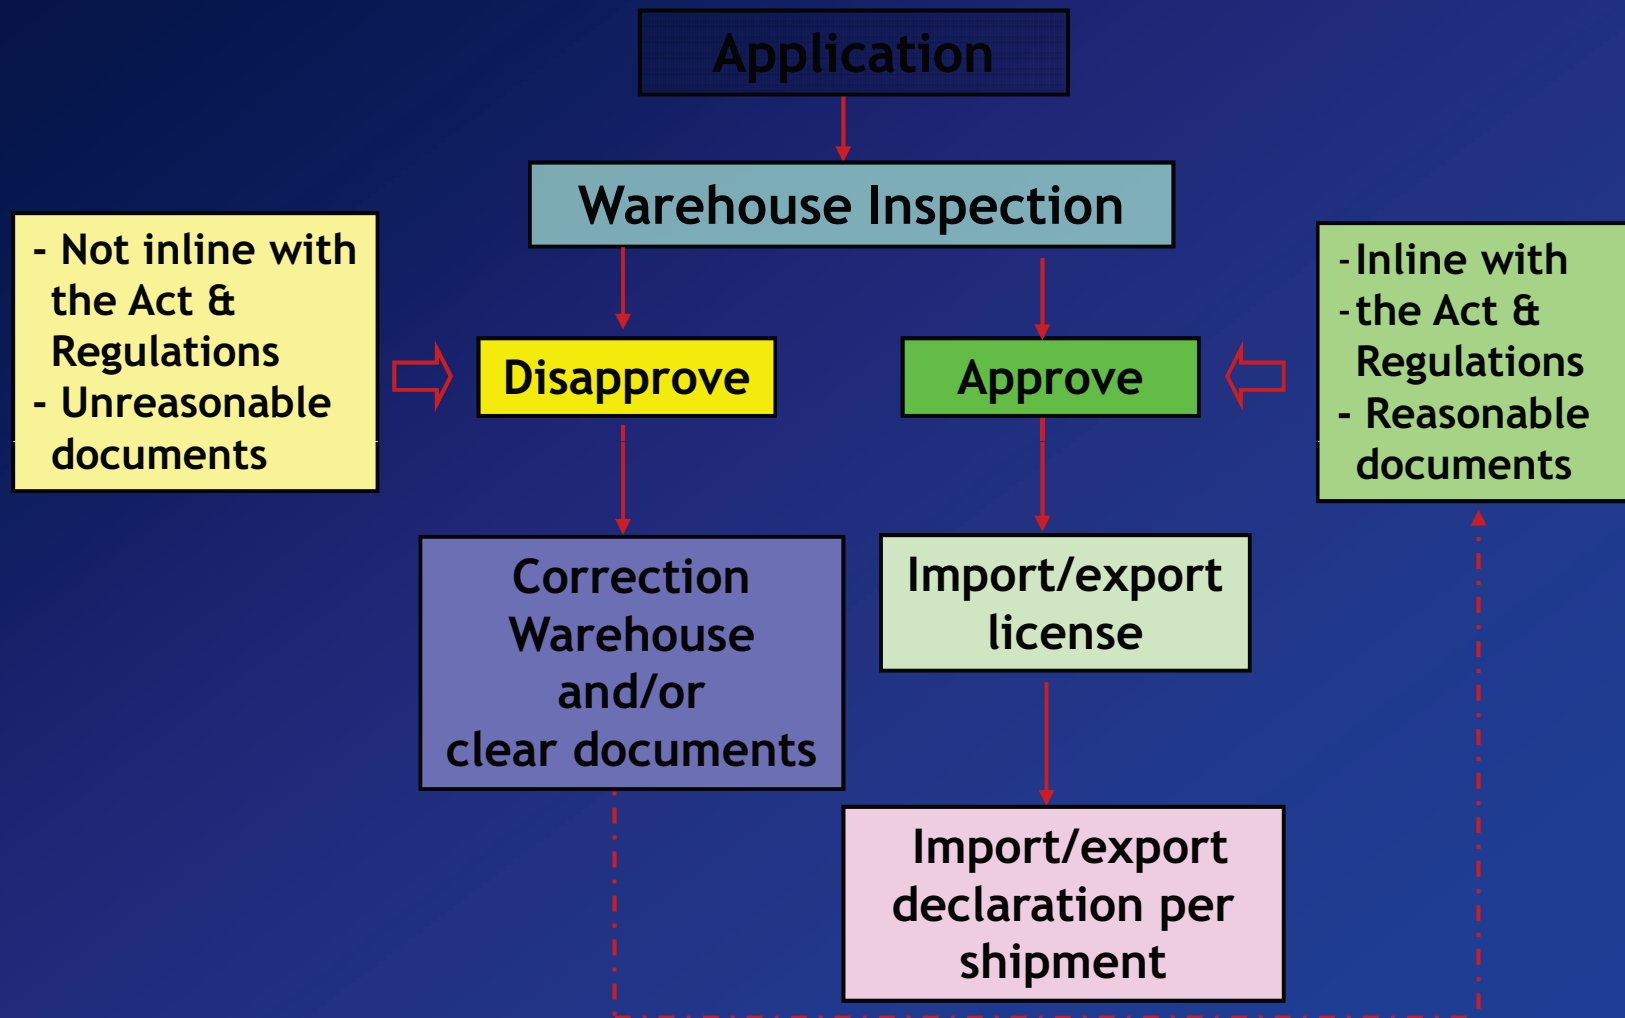 Application
Warehouse Inspection
- Not inline with
the Act &
Regulations
- Unreasonable
documents
Disapprove
Approve
-Inline with
-the Act &
Regulations
- Reasonable
documents
Correction
Warehouse
and/or
clear documents
Import/export
license
Import/export
declaration per
shipment